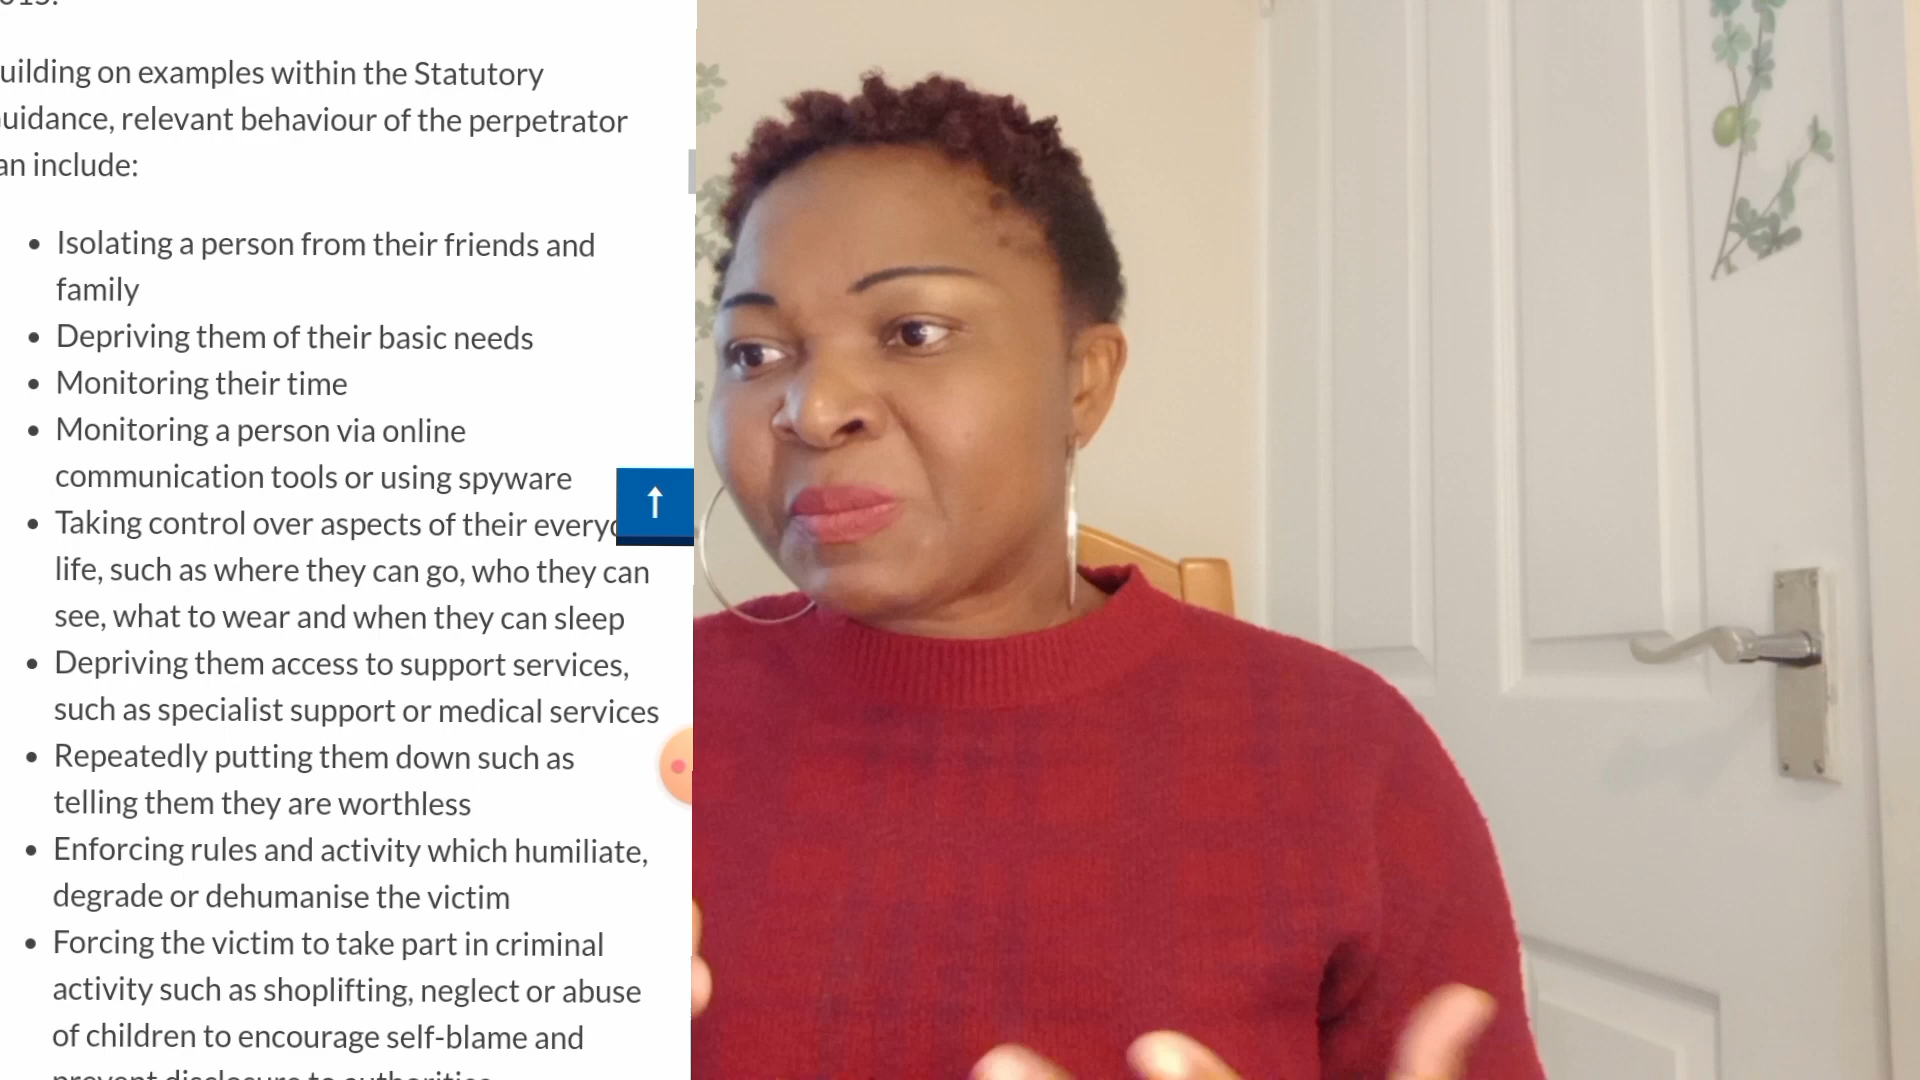 uilding on examples within the Statutory
uidance, relevant behaviour of the perpetrator
an include:
• Isolating a person from their friends and
family
• Depriving them of their basic needs
• Monitoring their time
• Monitoring a person via online
communication tools or using spyware
• Taking control over aspects of their every
life, such as where they can go, who they can
see, what to wear and when they can sleep
• Depriving them access to support services,
such as specialist support or medical services
• Repeatedly putting them down such as
telling them they are worthless
• Enforcing rules and activity which humiliate,
degrade or dehumanise the victim
• Forcing the victim to take part in criminal
activity such as shoplifting, neglect or abuse
of children to encourage self-blame and
prevent disclosure to authorities